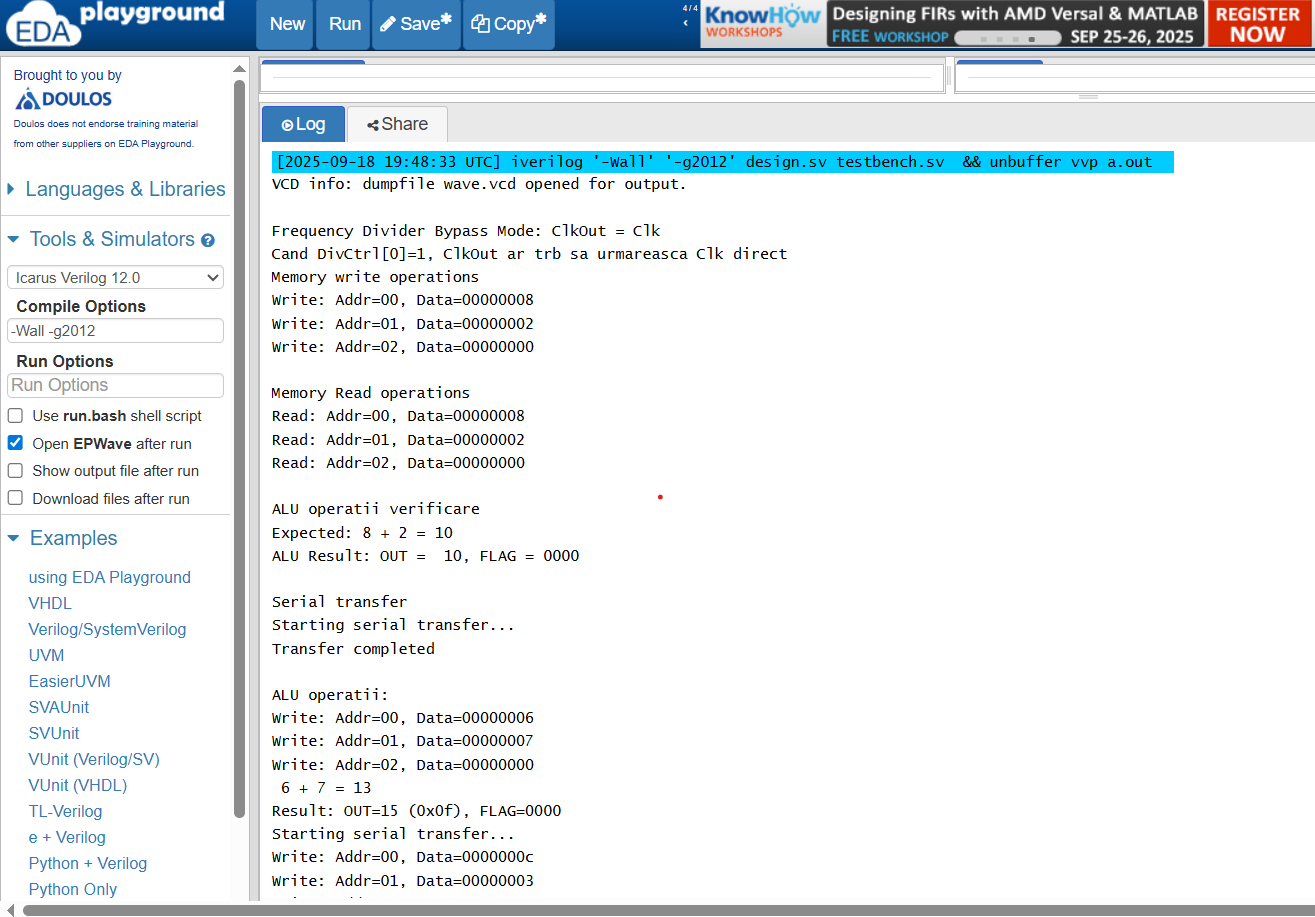 EDA playground
New
Run
Save*
Copy*
4/4
KnowHow
WORKSHOPS
Designing FIRs with AMD Versal & MATLAB
FREE WORKSHOP
SEP 25-26, 2025
REGISTER
NOW
Brought to you by
DOULOS
Doulos does not endorse training material
from other suppliers on EDA Playground.
Languages & Libraries
Tools & Simulators
Icarus Verilog 12.0
Compile Options
-Wall -g2012
Run Options
Run Options
Use run.bash shell script
Open EPWave after run
Show output file after run
Download files after run
Examples
using EDA Playground
VHDL
Verilog/SystemVerilog
UVM
EasierUVM
SVAUnit
SVUnit
VUnit (Verilog/SV)
VUnit (VHDL)
TL-Verilog
e + Verilog
Python + Verilog
Python Only
Log
Share
[2025-09-18 19:48:33 UTC] iverilog '-Wall' '-g2012' design.sv testbench.sv  && unbuffer vvp a.out
VCD info: dumpfile wave.vcd opened for output.
Frequency Divider Bypass Mode: ClkOut = Clk
Cand DivCtrl[0]=1, ClkOut ar trb sa urmareasca Clk direct
Memory write operations
Write: Addr=00, Data=00000008
Write: Addr=01, Data=00000002
Write: Addr=02, Data=00000000
Memory Read operations
Read: Addr=00, Data=00000008
Read: Addr=01, Data=00000002
Read: Addr=02, Data=00000000
ALU operatii verificare
Expected: 8 + 2 = 10
ALU Result: OUT =  10, FLAG = 0000
Serial transfer
Starting serial transfer...
Transfer completed
ALU operatii:
Write: Addr=00, Data=00000006
Write: Addr=01, Data=00000007
Write: Addr=02, Data=00000000
6 + 7 = 13
Result: OUT=15 (0x0f), FLAG=0000
Starting serial transfer...
Write: Addr=00, Data=0000000c
Write: Addr=01, Data=00000003